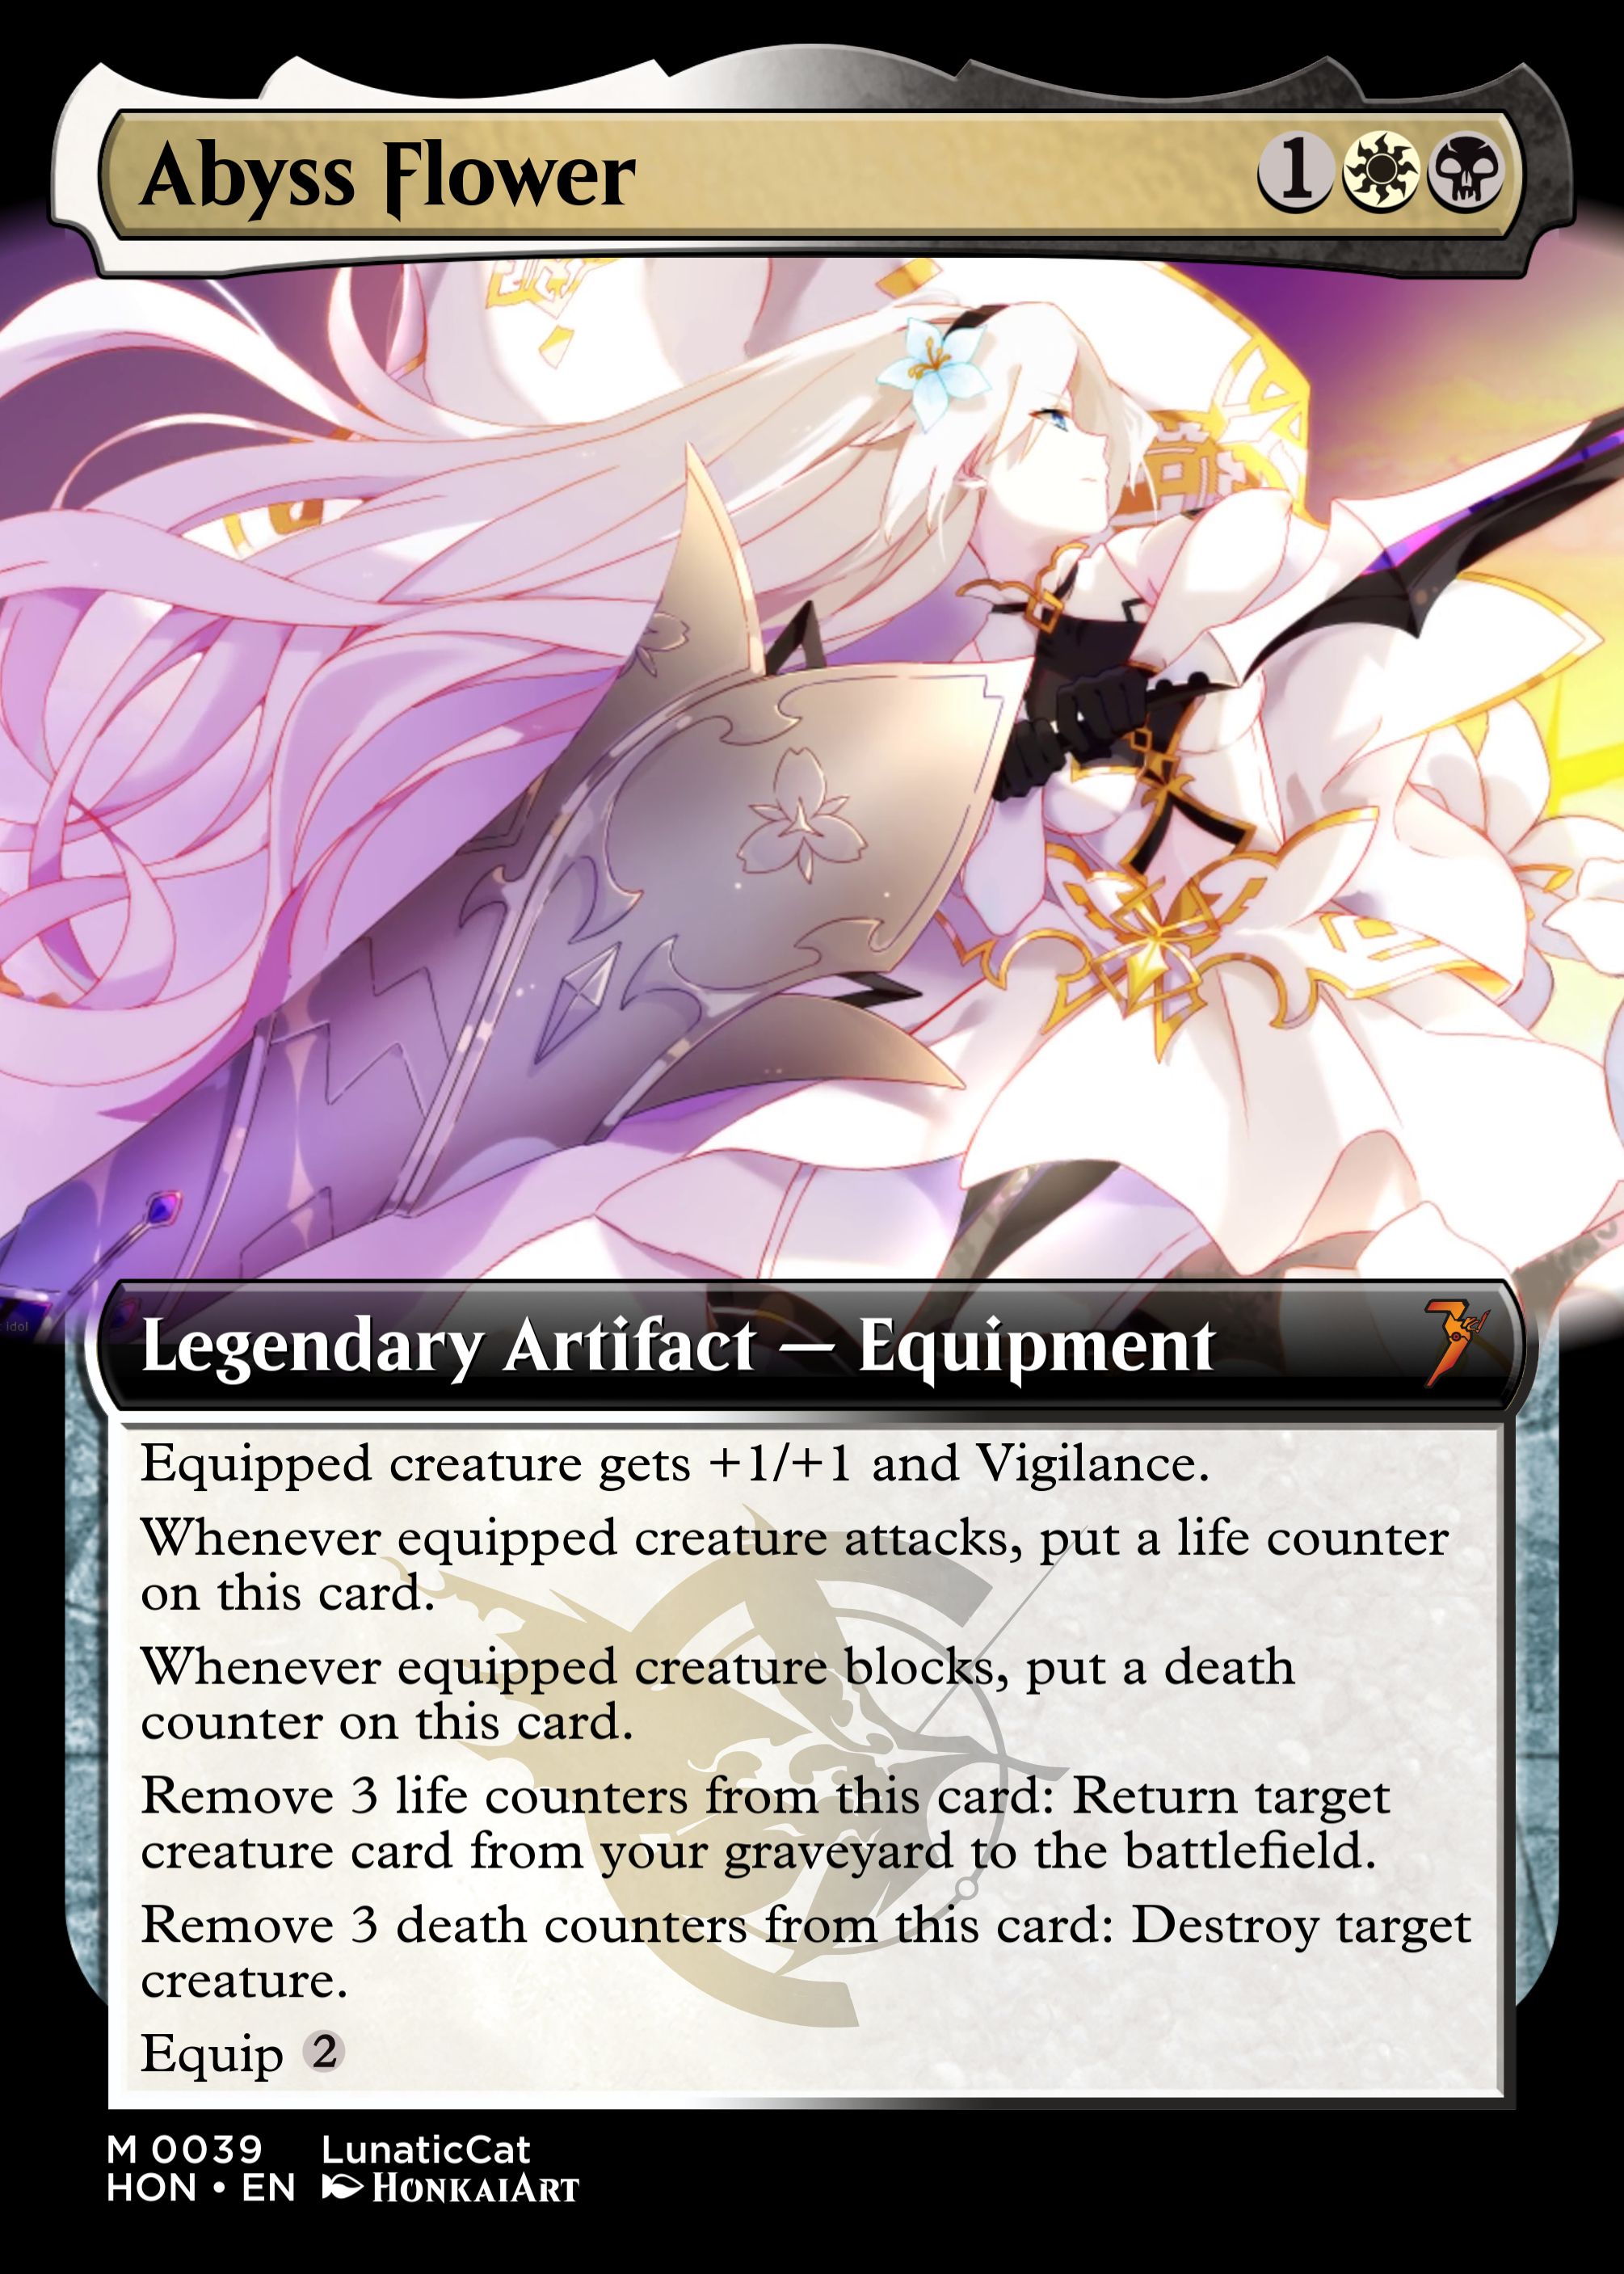 Abyss Flower 1
Idol
Legendary Artifact — Equipment 7rd
Equipped creature gets +1/+1 and Vigilance.
Whenever equipped creature attacks, put a life counter
on this card.
Whenever equipped creature blocks, put a death
counter on this card.
Remove 3 life counters from this card: Return target
creature card from your graveyard to the battlefield.
Remove 3 death counters from this card: Destroy target
creature.
Equip 2
M 0039 LunaticCat
HON • EN HONKAIART